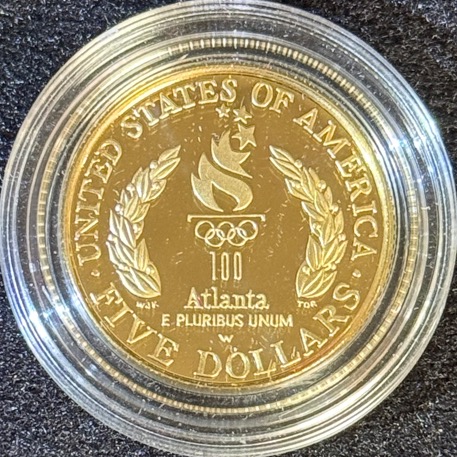 · UNITED STATES OF AMERICA ·
100
Atlanta
E PLURIBUS UNUM
W
FIVE DOLLARS